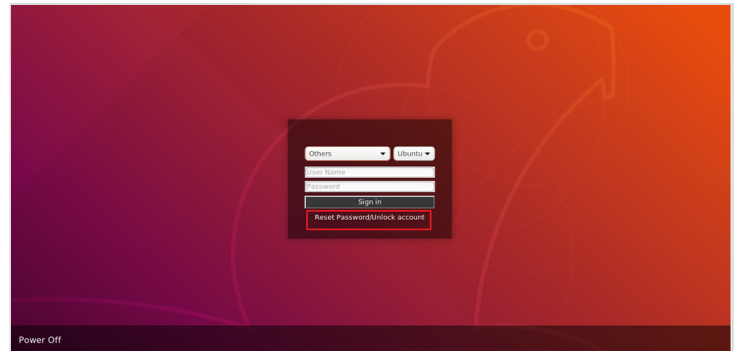 Others Ubuntu
User Name
Password
Sign in
Reset Password/Unlock account
Power Off